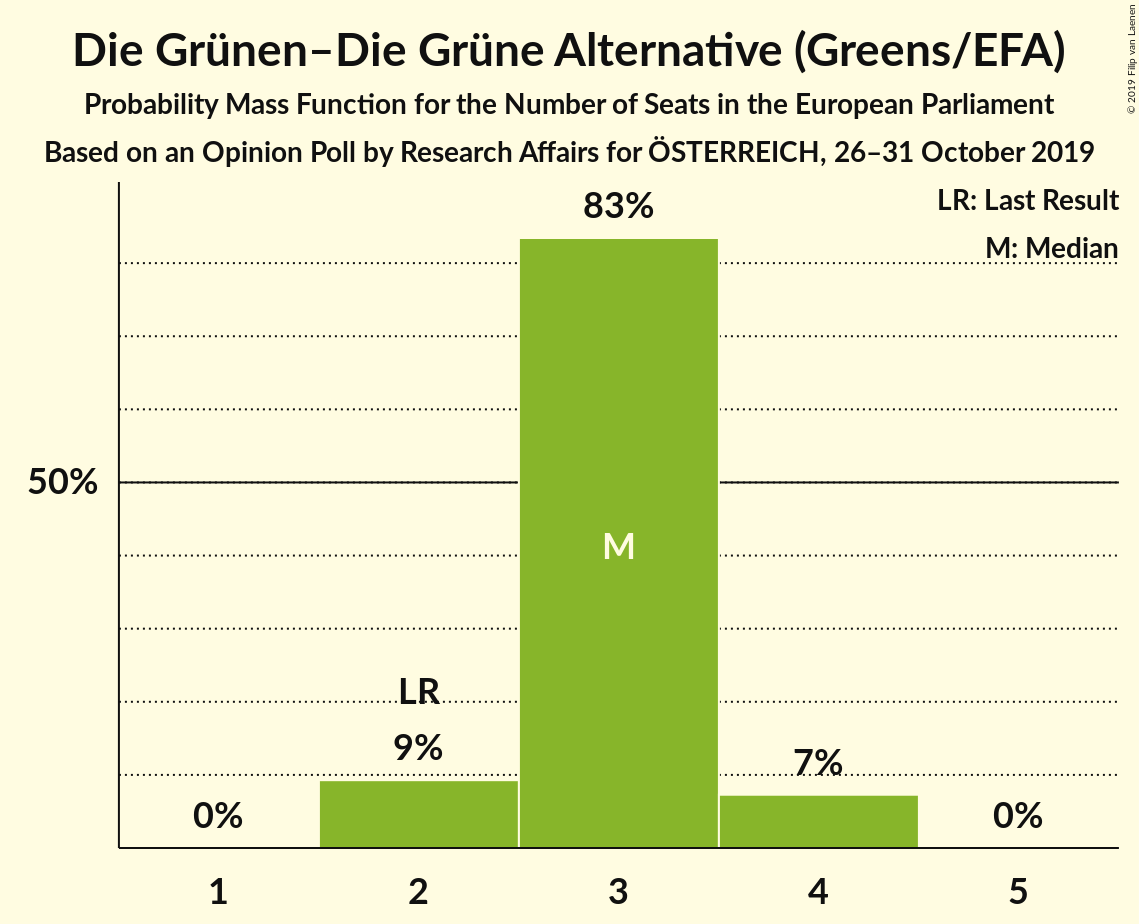 Die Grünen–Die Grüne Alternative (Greens/EFA)
Probability Mass Function for the Number of Seats in the European Parliament
Based on an Opinion Poll by Research Affairs for ÖSTERREICH, 26–31 October 2019
© 2019 Filip van Laenen
LR: Last Result
M: Median
83%
50%
M
LR
9%
7%
0%
0%
1
2
3
4
5